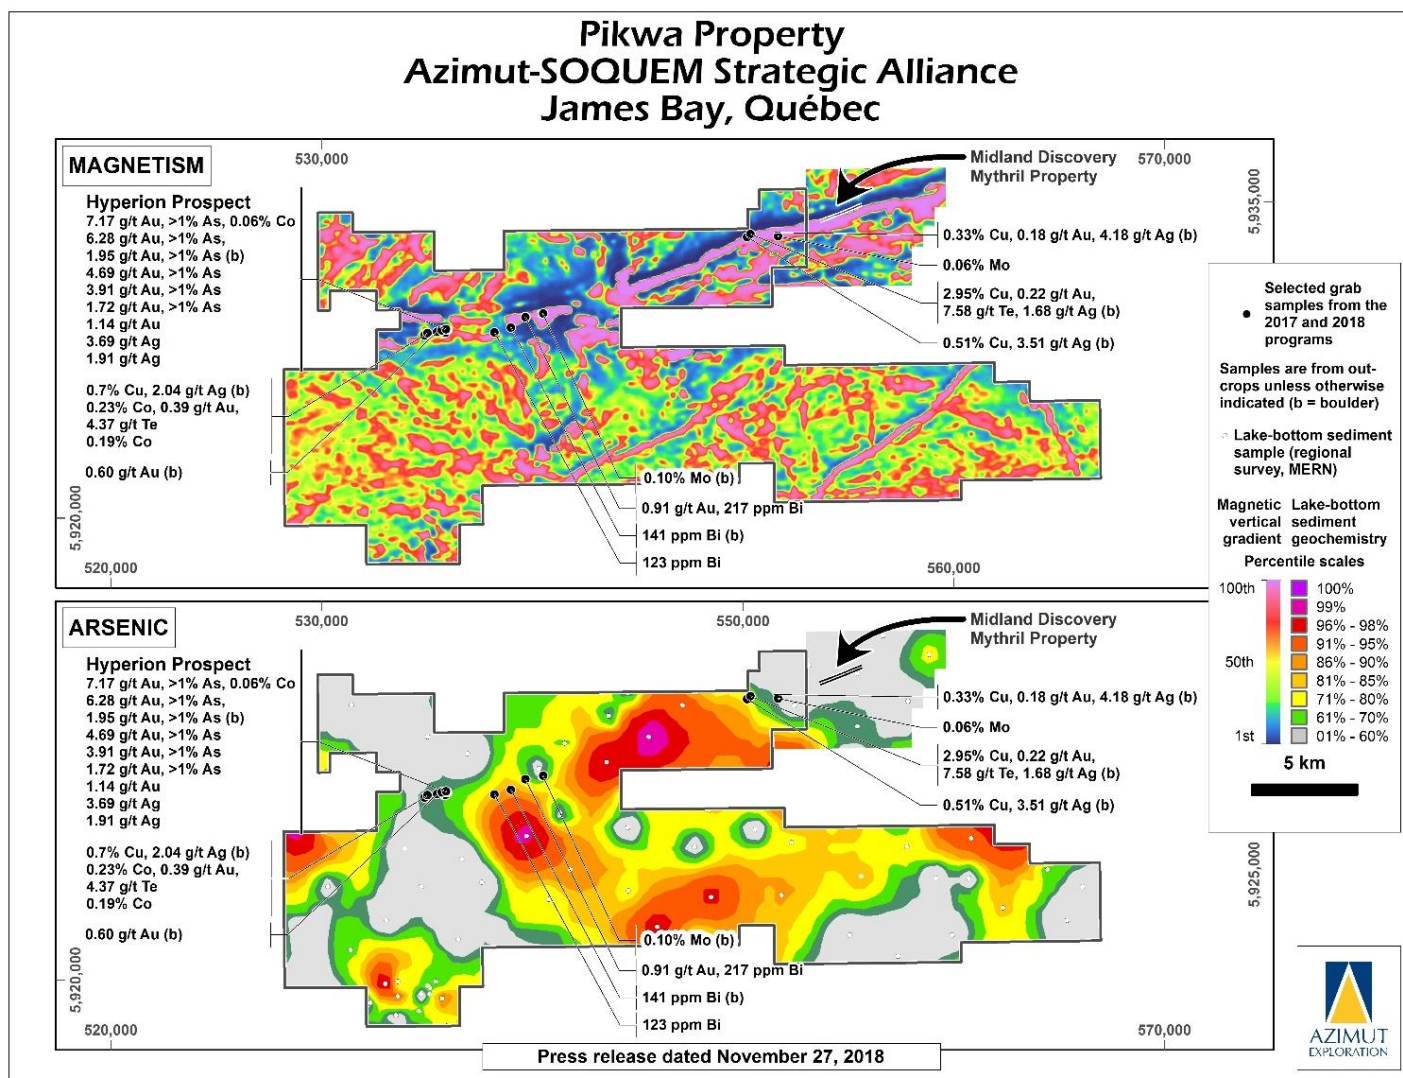 Pikwa Property
Azimut-SOQUEM Strategic Alliance
James Bay, Québec
MAGNETISM
530,000
570,000
5,935,000
Midland Discovery
Mythril Property
Hyperion Prospect
7.17 g/t Au, >1% As, 0.06% Co
6.28 g/t Au, >1% As,
1.95 g/t Au, >1% As (b)
4.69 g/t Au, >1% As
3.91 g/t Au, >1% As
1.72 g/t Au, >1% As
1.14 g/t Au
3.69 g/t Ag
1.91 g/t Ag
0.7% Cu, 2.04 g/t Ag (b)
0.23% Co, 0.39 g/t Au,
4.37 g/t Te
0.19% Co
0.60 g/t Au (b)
0.33% Cu, 0.18 g/t Au, 4.18 g/t Ag (b)
0.06% Mo
2.95% Cu, 0.22 g/t Au,
7.58 g/t Te, 1.68 g/t Ag (b)
0.51% Cu, 3.51 g/t Ag (b)
0.10% Mo (b)
0.91 g/t Au, 217 ppm Bi
141 ppm Bi (b)
123 ppm Bi
5,920,000
520,000
560,000
Selected grab
samples from the
2017 and 2018
programs
Samples are from out-
crops unless otherwise
indicated (b = boulder)
Lake-bottom sediment
sample (regional
survey, MERN)
Magnetic
vertical
gradient
Lake-bottom
sediment
geochemistry
Percentile scales
100th
50th
1st
100%
99%
96% - 98%
91% - 95%
86% - 90%
81% - 85%
71% - 80%
61% - 70%
01% - 60%
5 km
ARSENIC
530,000
550,000
Midland Discovery
Mythril Property
Hyperion Prospect
7.17 g/t Au, >1% As, 0.06% Co
6.28 g/t Au, >1% As,
1.95 g/t Au, >1% As (b)
4.69 g/t Au, >1% As
3.91 g/t Au, >1% As
1.72 g/t Au, >1% As
1.14 g/t Au
3.69 g/t Ag
1.91 g/t Ag
0.7% Cu, 2.04 g/t Ag (b)
0.23% Co, 0.39 g/t Au,
4.37 g/t Te
0.19% Co
0.60 g/t Au (b)
0.33% Cu, 0.18 g/t Au, 4.18 g/t Ag (b)
0.06% Mo
2.95% Cu, 0.22 g/t Au,
7.58 g/t Te, 1.68 g/t Ag (b)
0.51% Cu, 3.51 g/t Ag (b)
0.10% Mo (b)
0.91 g/t Au, 217 ppm Bi
141 ppm Bi (b)
123 ppm Bi
5,925,000
5,920,000
520,000
570,000
Press release dated November 27, 2018
AZIMUT
EXPLORATION